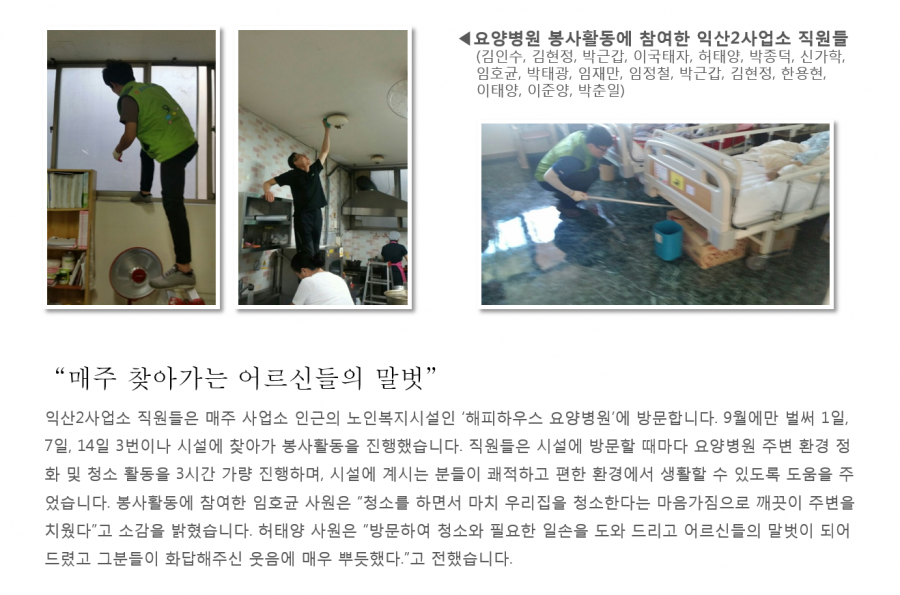 ◀요양병원 봉사활동에 참여한 익산2사업소 직원들
(김인수, 김현정, 박근갑, 이국태자, 허태양, 박종덕, 신가학,
임호균, 박태광, 임재만, 임정철, 박근갑, 김현정, 한용현,
이태양, 이준양, 박춘일)
“매주 찾아가는 어르신들의 말벗”
익산2사업소 직원들은 매주 사업소 인근의 노인복지시설인 ‘해피하우스 요양병원’에 방문합니다. 9월에만 벌써 1일,
7일, 14일 3번이나 시설에 찾아가 봉사활동을 진행했습니다. 직원들은 시설에 방문할 때마다 요양병원 주변 환경 정
화 및 청소 활동을 3시간 가량 진행하며, 시설에 계시는 분들이 쾌적하고 편한 환경에서 생활할 수 있도록 도움을 주
었습니다. 봉사활동에 참여한 임호균 사원은 “청소를 하면서 마치 우리집을 청소한다는 마음가짐으로 깨끗이 주변을
치웠다”고 소감을 밝혔습니다. 허태양 사원은 ”방문하여 청소와 필요한 일손을 도와 드리고 어르신들의 말벗이 되어
드렸고 그분들이 화답해주신 웃음에 매우 뿌듯했다.”고 전했습니다.